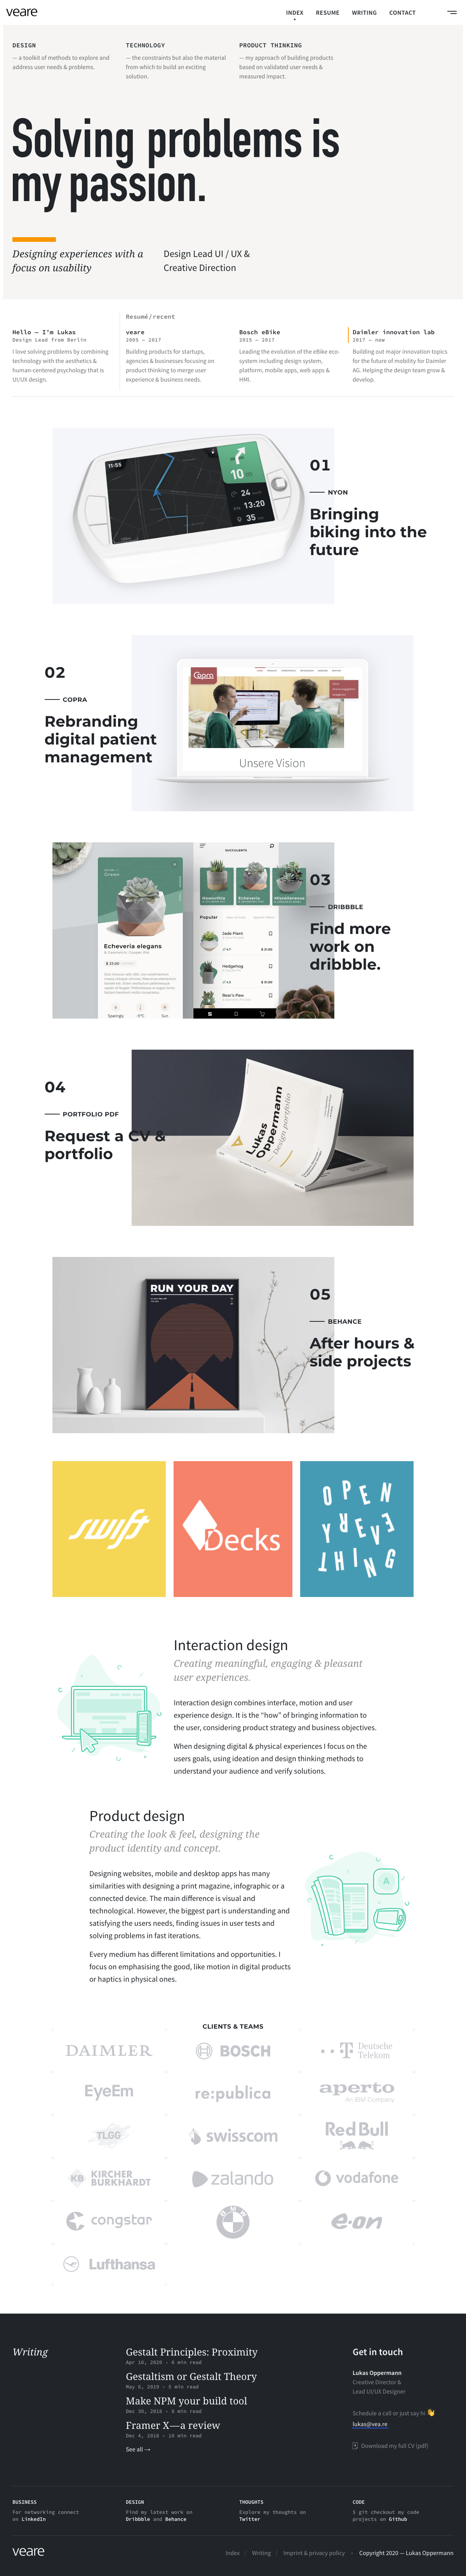 veare
INDEX RESUME WRITING CONTACT
DESIGN
— a toolkit of methods to explore and
address user needs & problems.
TECHNOLOGY
— the constraints but also the material
from which to build an exciting
solution.
PRODUCT THINKING
— my approach of building products
based on validated user needs &
measured impact.
Solving problems is
my passion.
Designing experiences with a
focus on usability
Design Lead UI / UX &
Creative Direction
Resumé/recent
Hello — I'm Lukas
Design Lead from Berlin
I love solving problems by combining
technology with the aesthetics &
human-centered psychology that is
UI/UX design.
veare
2005 — 2017
Building products for startups,
agencies & businesses focusing on
product thinking to merge user
experience & business needs.
Bosch eBike
2015 — 2017
Leading the evolution of the eBike eco-
system including design system,
platform, mobile apps, web apps &
HMI.
Daimler innovation lab
2017 — now
Building out major innovation topics
for the future of mobility for Daimler
AG. Helping the design team grow &
develop.
11:55
10
24
13:20
35
01
NYON
Bringing
biking into the
future
02
COPRA
Rebranding
digital patient
management
Copra
Unsere Vision
Green
Echeveria elegans
$ 33.00
Sparingly
-5°C
Sun
SUCCULENTS
Haworthia
Echeveria
Miscellaneous
Popular
Jade Plant
4.7
$ 31.00
Hedgehog
4.7
$ 21.00
Bear's Paw
03
DRIBBBLE
Find more
work on
dribbble.
04
PORTFOLIO PDF
Request a CV &
portfolio
Lukas
Oppermann
Design portfolio
RUN YOUR DAY
05
BEHANCE
After hours &
side projects
swift
Decks
OPEN
YREVE
THING
Interaction design
Creating meaningful, engaging & pleasant
user experiences.
Interaction design combines interface, motion and user
experience design. It is the “how” of bringing information to
the user, considering product strategy and business objectives.
When designing digital & physical experiences I focus on the
users goals, using ideation and design thinking methods to
understand your audience and verify solutions.
Product design
Creating the look & feel, designing the
product identity and concept.
Designing websites, mobile and desktop apps has many
similarities with designing a print magazine, infographic or a
connected device. The main difference is visual and
technological. However, the biggest part is understanding and
satisfying the users needs, finding issues in user tests and
solving problems in fast iterations.
Every medium has different limitations and opportunities. I
focus on emphasising the good, like motion in digital products
or haptics in physical ones.
A
CLIENTS & TEAMS
DAIMLER
BOSCH
T Deutsche
Telekom
EyeEm
re:publica
aperto
An IBM Company
TLGG
swisscom
Red Bull
KB KIRCHER
BURKHARDT
zalando
vodafone
congstar
BMW
e·on
Lufthansa
Writing
Gestalt Principles: Proximity
Apr 10, 2020 · 6 min read
Gestaltism or Gestalt Theory
May 6, 2019 · 5 min read
Make NPM your build tool
Dec 30, 2018 · 8 min read
Framer X—a review
Dec 4, 2018 · 10 min read
See all →
Get in touch
Lukas Oppermann
Creative Director &
Lead UI/UX Designer
Schedule a call or just say hi 👋
lukas@vea.re
Download my full CV (pdf)
BUSINESS
For networking connect
on LinkedIn
DESIGN
Find my latest work on
Dribbble and Behance
THOUGHTS
Explore my thoughts on
Twitter
CODE
$ git checkout my code
projects on Github
veare
Index / Writing / Imprint & privacy policy • Copyright 2020 — Lukas Oppermann